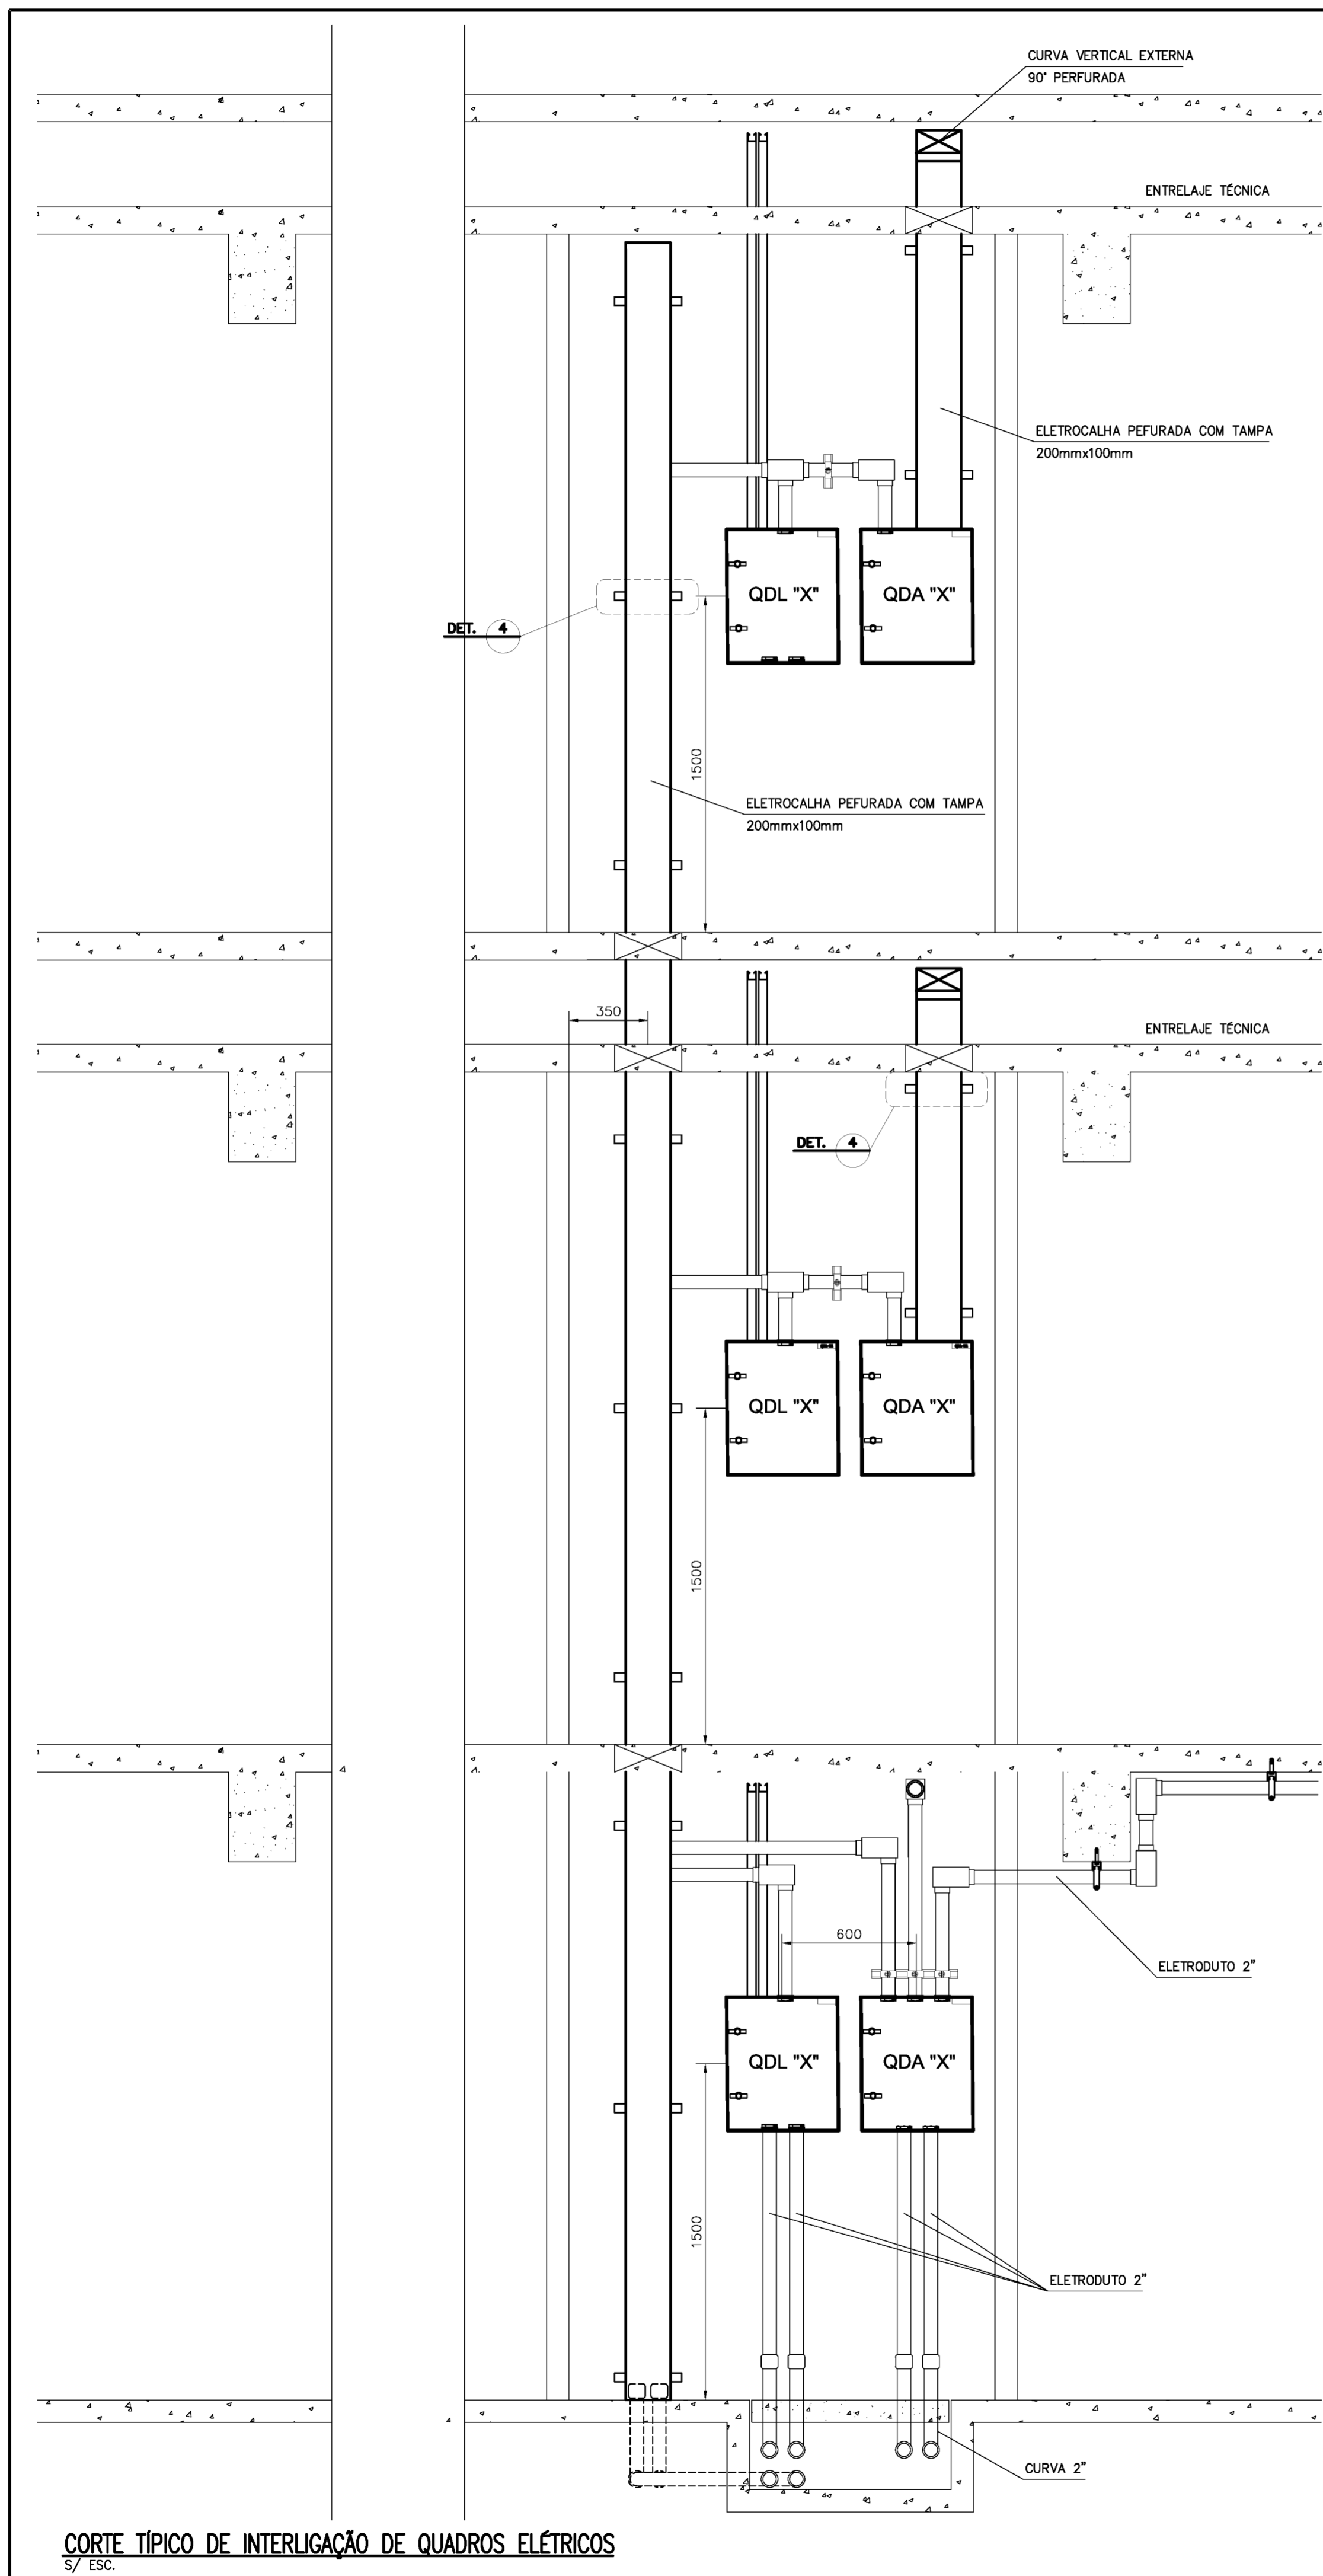 CURVA VERTICAL EXTERNA
90° PERFURADA
ENTRELAJE TÉCNICA
ELETROCALHA PEFURADA COM TAMPA
200mmx100mm
QDL "X"
QDA "X"
DET. 4
1500
ELETROCALHA PEFURADA COM TAMPA
200mmx100mm
350
ENTRELAJE TÉCNICA
DET. 4
QDL "X"
QDA "X"
1500
600
ELETRODUTO 2"
QDL "X"
QDA "X"
1500
ELETRODUTO 2"
CURVA 2"
CORTE TÍPICO DE INTERLIGAÇÃO DE QUADROS ELÉTRICOS
S/ ESC.